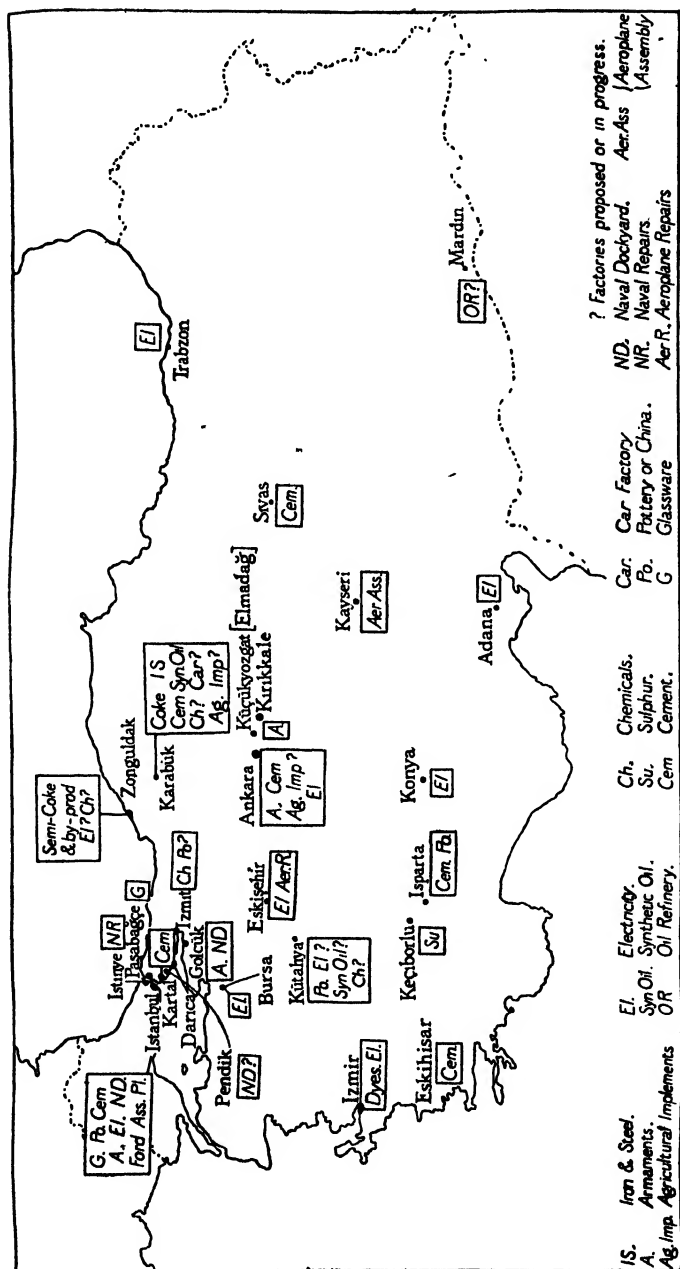 G. Po. Cem
A., El. ND.
Ford Ass. Pl.
Istinye
NR
Paşabağçe
G
Istanbul
Kartal
Cem
Darıca
Izmit
Ch Po?
Golcük
A. ND.
Pendik
ND?
El.
Bursa
Semi-Coke
& by-prod
El? Ch?
Zonguldak
Karabük
Coke IS
Cem Syn Oil
Ch? Car?
Ag. Imp?
Trabzon
El
Eskişehir
El Aer.R.
Ankara
A. Cem
Ag. Imp?
El
Küçükyozgat [Elmadağ]
Kırıkkale
A
Sıvas
Cem.
Kütahya
Po. El?
Syn Oil?
Ch?
Kayseri
Aer Ass.
Izmir
Dyes. El.
Eskihisar
Cem.
Keçiborlu
Su
Isparta
Cem. Po.
Konya
El
Adana
El
Mardin
OR?
? Factories proposed or in progress.
IS. Iron & Steel.
A. Armaments.
Ag. Imp. Agricultural Implements
El. Electricity.
Syn Oil. Synthetic Oil.
OR Oil Refinery.
Ch. Chemicals.
Su. Sulphur.
Cem Cement.
Car. Car Factory
Po. Pottery or China.
G Glassware
ND. Naval Dockyard.
NR. Naval Repairs.
Aer R. Aeroplane Repairs
Aer.Ass {Aeroplane
Assembly